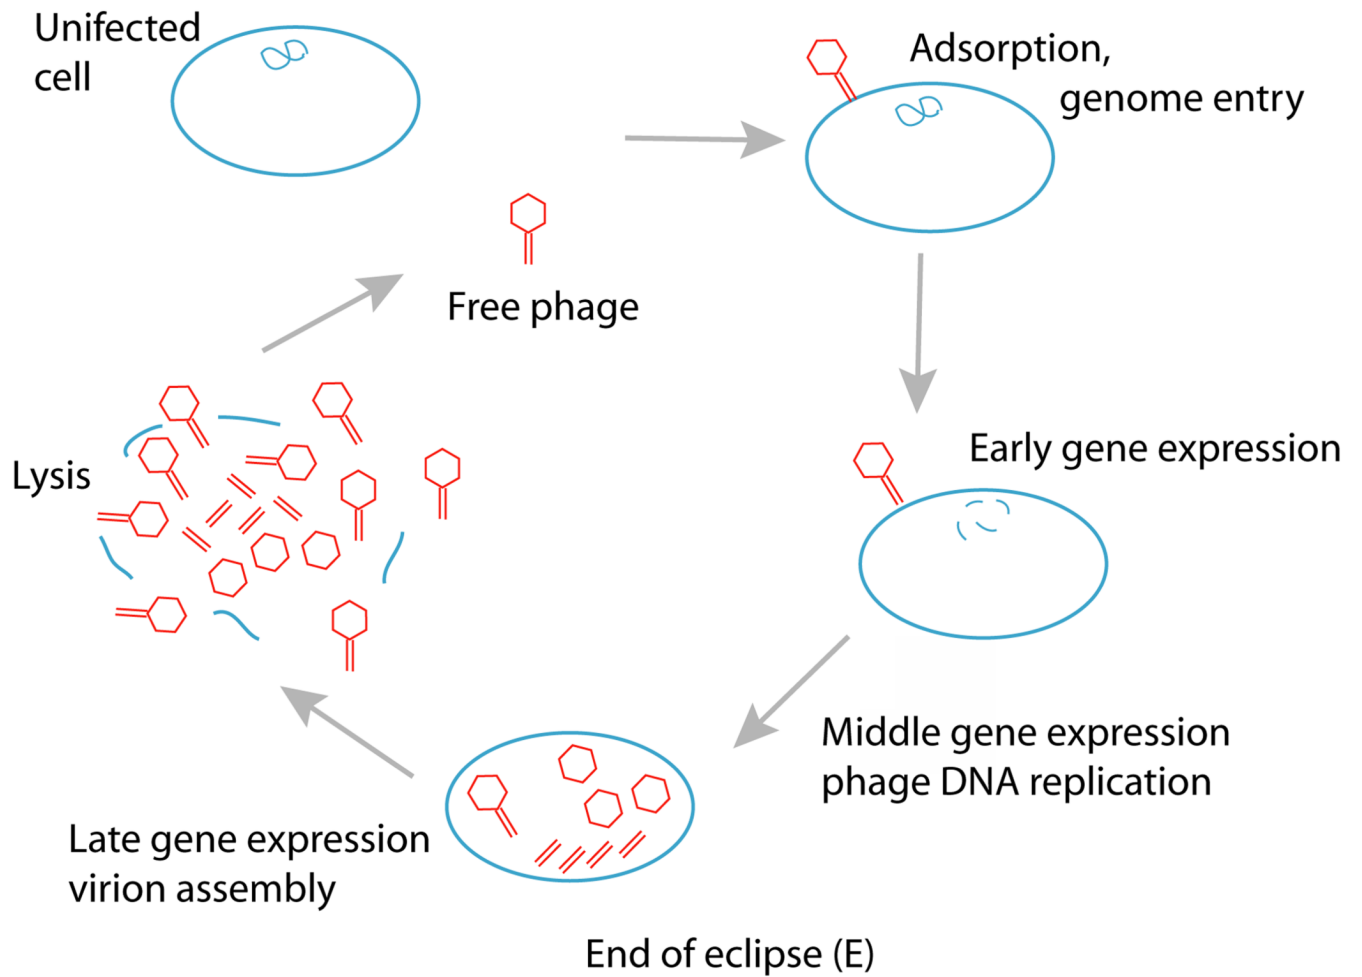 Unifected
cell
Adsorption,
genome entry
Free phage
Early gene expression
Lysis
Middle gene expression
phage DNA replication
Late gene expression
virion assembly
End of eclipse (E)